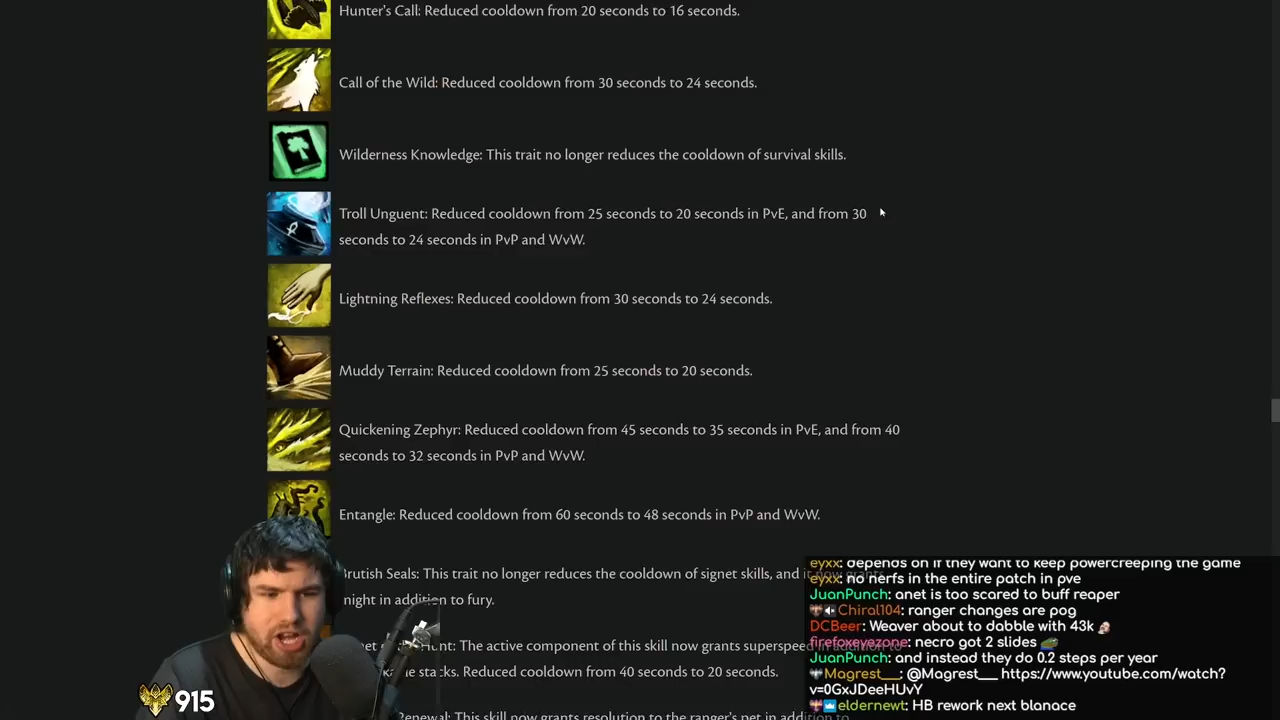 Hunter's Call: Reduced cooldown from 20 seconds to 16 seconds.
Call of the Wild: Reduced cooldown from 30 seconds to 24 seconds.
Wilderness Knowledge: This trait no longer reduces the cooldown of survival skills.
Troll Unguent: Reduced cooldown from 25 seconds to 20 seconds in PvE, and from 30
seconds to 24 seconds in PvP and WvW.
Lightning Reflexes: Reduced cooldown from 30 seconds to 24 seconds.
Muddy Terrain: Reduced cooldown from 25 seconds to 20 seconds.
Quickening Zephyr: Reduced cooldown from 45 seconds to 35 seconds in PvE, and from 40
seconds to 32 seconds in PvP and WvW.
Entangle: Reduced cooldown from 60 seconds to 48 seconds in PvP and WvW.
Brutish Seals: This trait no longer reduces the cooldown of signet skills, and it now grants
might in addition to fury.
The active component of this skill now grants superspeed in addition to
stacks. Reduced cooldown from 40 seconds to 20 seconds.
Renewal: This skill now grants resolution to the ranger's pet in addition to
915
eyxx: depends on if they want to keep powercreeping the game
eyxx: no nerfs in the entire patch in pve
JuanPunch: anet is too scared to buff reaper
Chiral104: ranger changes are pog
DCBeer: Weaver about to dabble with 43k
firefoxeyezone: necro got 2 slides
JuanPunch: and instead they do 0.2 steps per year
Magrest___: @Magrest___ https://www.youtube.com/watch?
v=0GxJDeeHUvY
eldernewt: HB rework next blanace